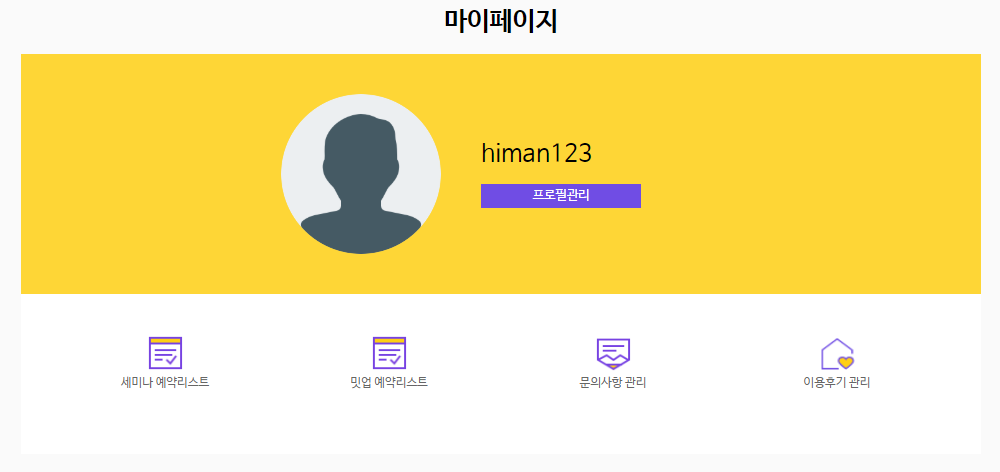 마이페이지
himan123
프로필관리
세미나 예약리스트
밋업 예약리스트
문의사항 관리
이용후기 관리